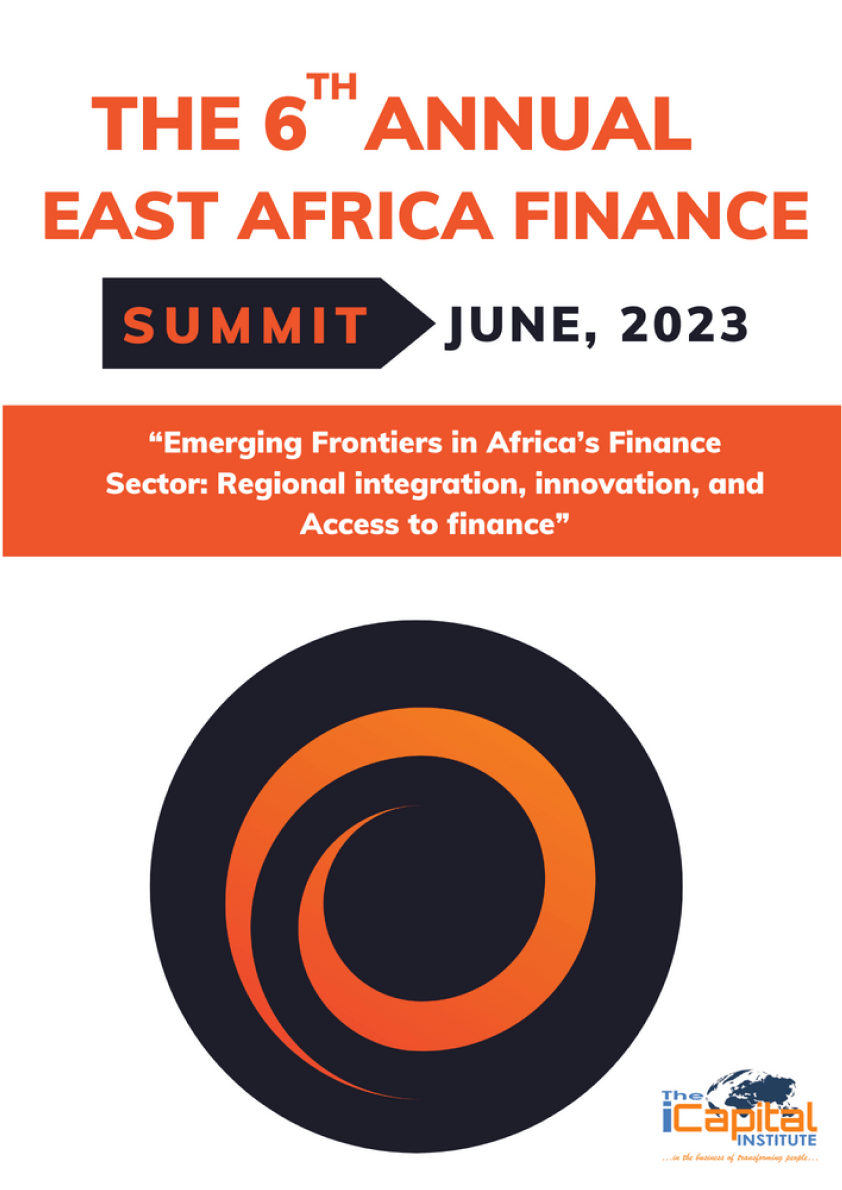 THE 6TH ANNUAL
EAST AFRICA FINANCE
SUMMIT JUNE, 2023
“Emerging Frontiers in Africa’s Finance
Sector: Regional integration, innovation, and
Access to finance”
The
iCapital
INSTITUTE
...in the business of transforming people...